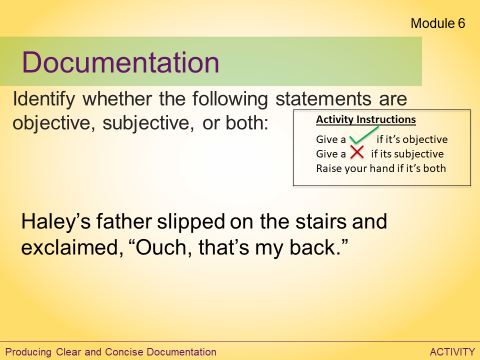 Module 6
Documentation
Identify whether the following statements are
objective, subjective, or both:
Activity Instructions
Give a if it's objective
Give a if its subjective
Raise your hand if it's both
Haley's father slipped on the stairs and
exclaimed, “Ouch, that's my back.”
Producing Clear and Concise Documentation
ACTIVITY